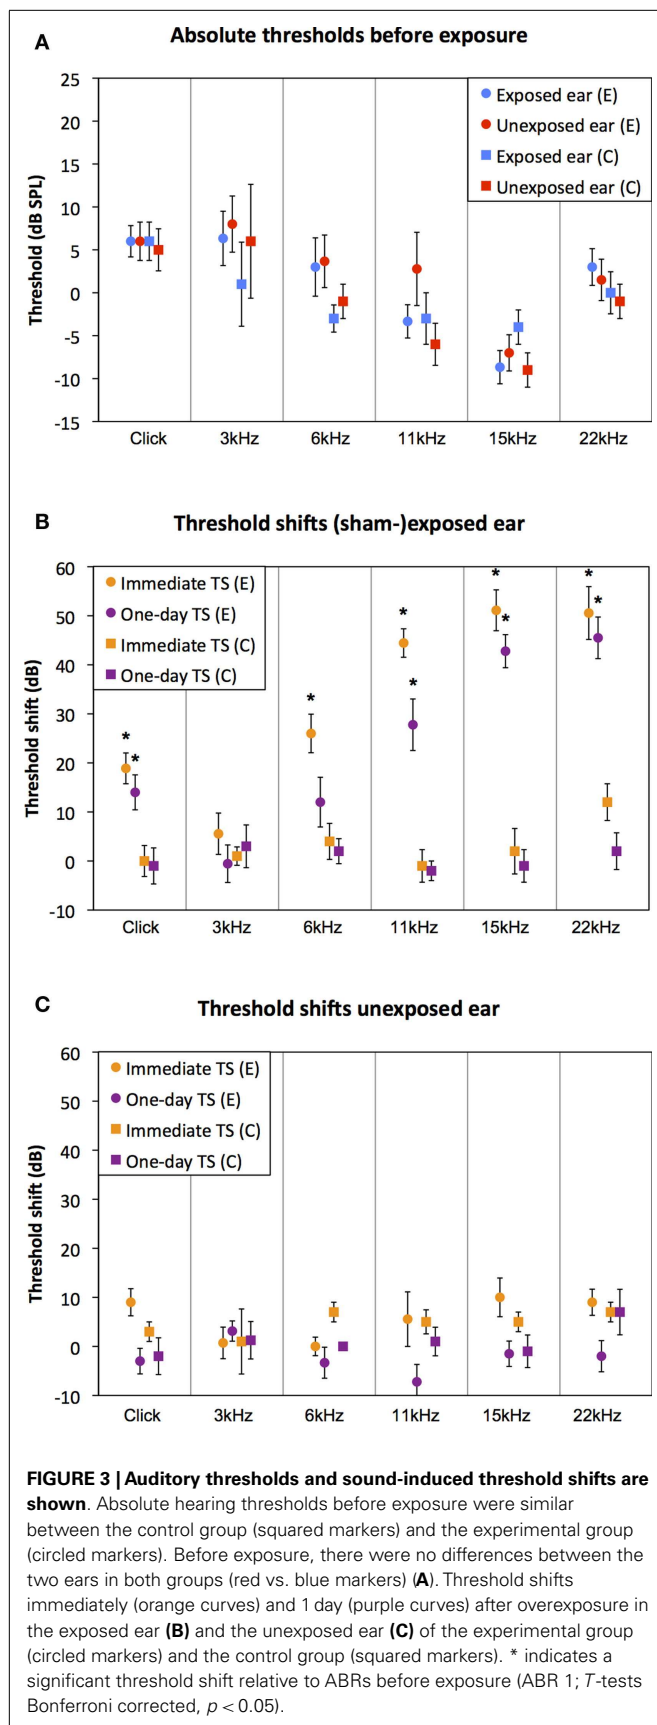 A
Absolute thresholds before exposure
Threshold (dB SPL)
25
20
15
10
5
0
-5
-10
-15
Exposed ear (E)
Unexposed ear (E)
Exposed ear (C)
Unexposed ear (C)
Click 3kHz 6kHz 11kHz 15kHz 22kHz
B
Threshold shifts (sham-)exposed ear
Threshold shift (dB)
60
50
40
30
20
10
0
-10
Immediate TS (E)
One-day TS (E)
Immediate TS (C)
One-day TS (C)
* * * * * * * * *
Click 3kHz 6kHz 11kHz 15kHz 22kHz
C
Threshold shifts unexposed ear
Threshold shift (dB)
60
50
40
30
20
10
0
-10
Immediate TS (E)
One-day TS (E)
Immediate TS (C)
One-day TS (C)
Click 3kHz 6kHz 11kHz 15kHz 22kHz
FIGURE 3 | Auditory thresholds and sound-induced threshold shifts are
shown. Absolute hearing thresholds before exposure were similar
between the control group (squared markers) and the experimental group
(circled markers). Before exposure, there were no differences between the
two ears in both groups (red vs. blue markers) (A). Threshold shifts
immediately (orange curves) and 1 day (purple curves) after overexposure in
the exposed ear (B) and the unexposed ear (C) of the experimental group
(circled markers) and the control group (squared markers). * indicates a
significant threshold shift relative to ABRs before exposure (ABR 1; T-tests
Bonferroni corrected, p < 0.05).